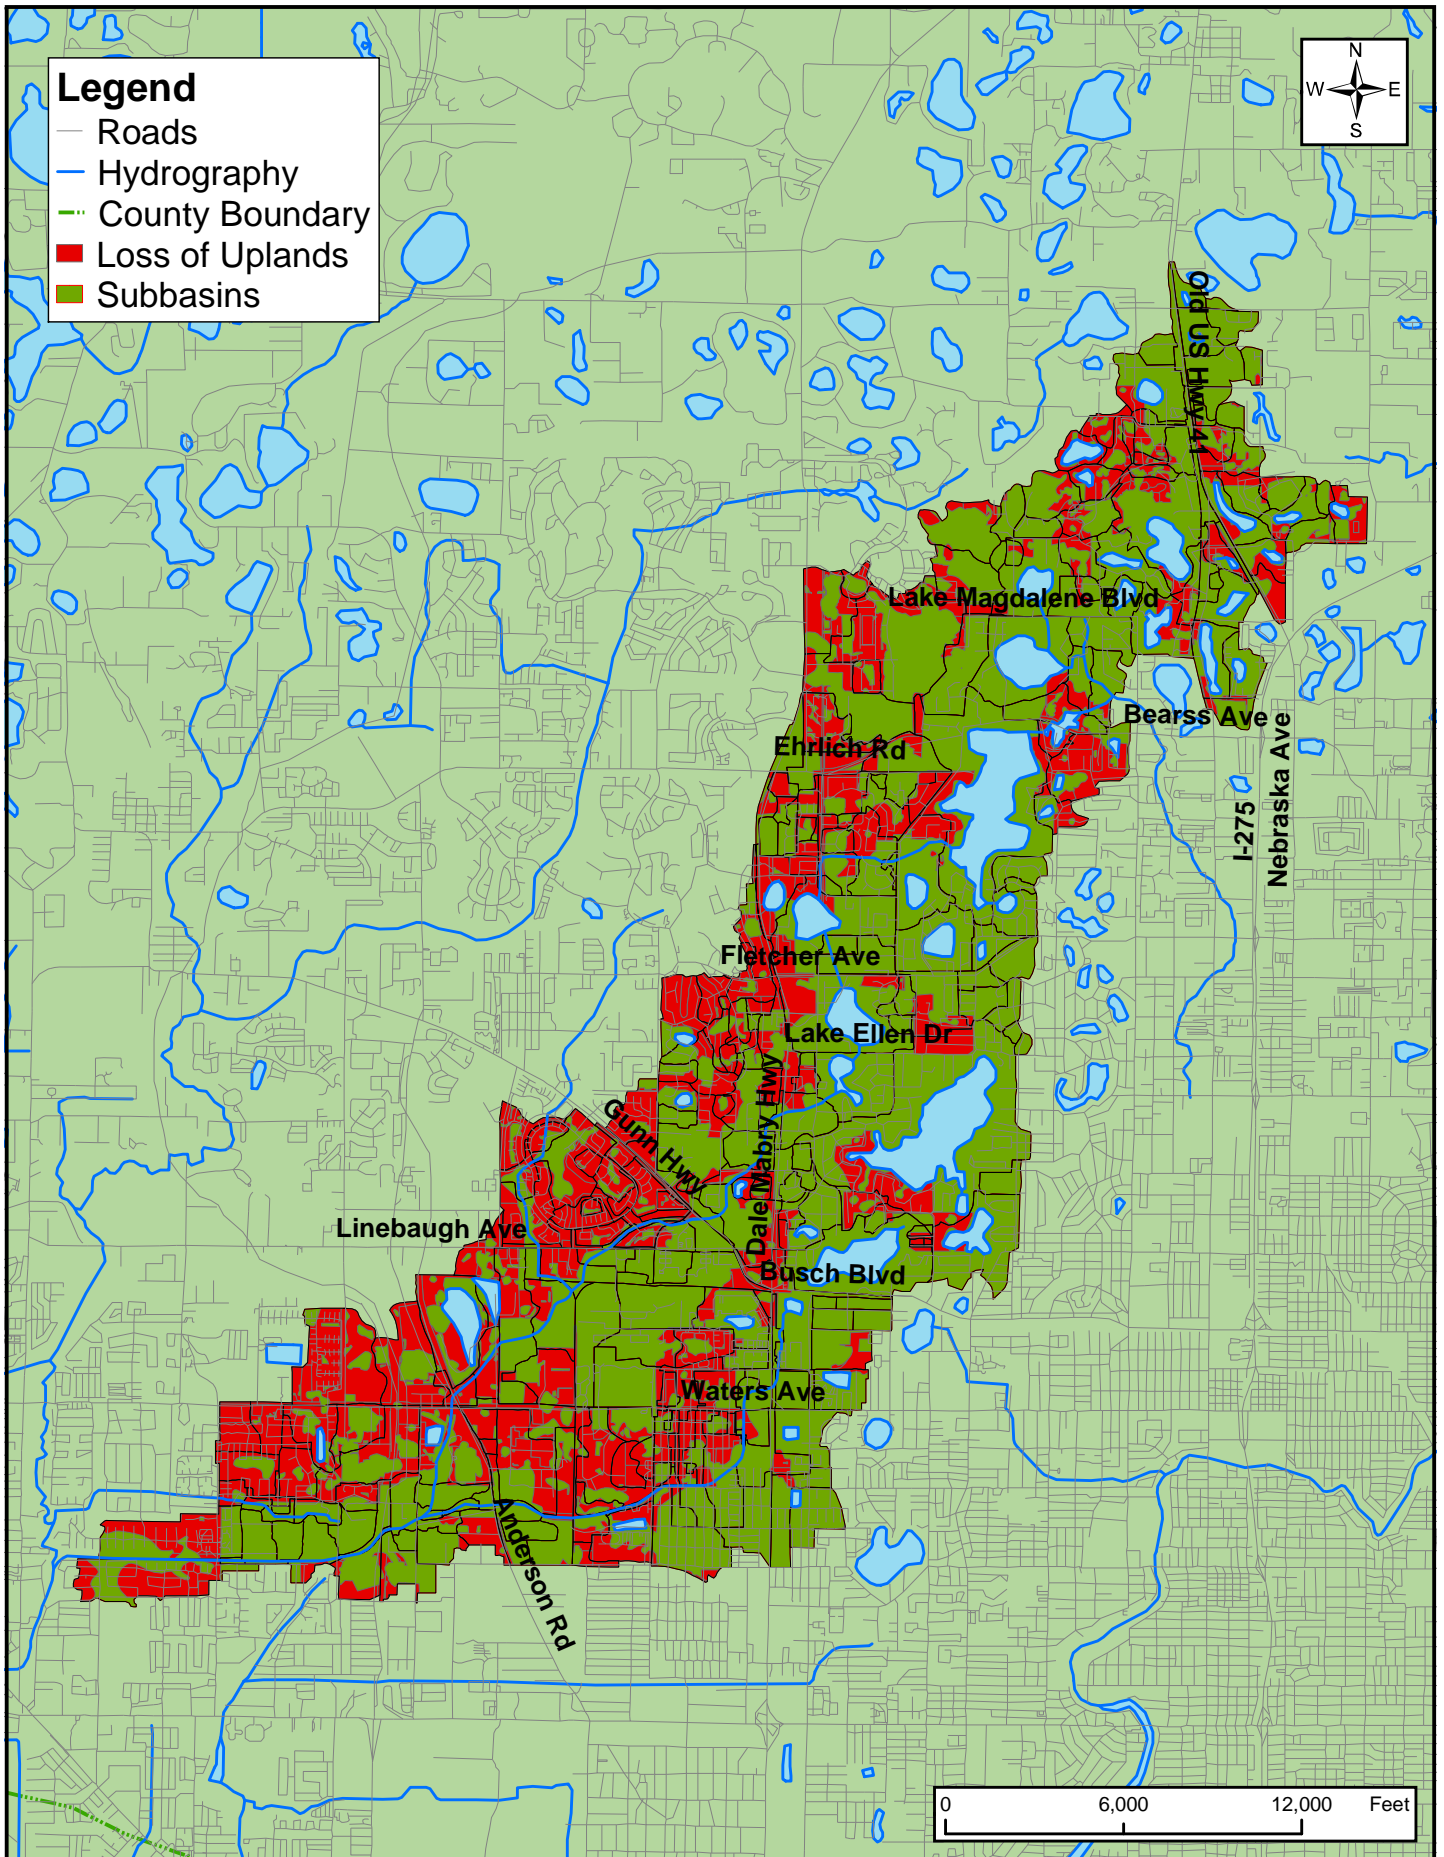 Legend
Roads
Hydrography
County Boundary
Loss of Uplands
Subbasins
N
W E
S
Old US Hwy 41
Lake Magdalene Blvd
Bearss Ave
Ehrlich Rd
I-275
Nebraska Ave
Fletcher Ave
Lake Ellen Dr
Dale Mabry Hwy
Gunn Hwy
Linebaugh Ave
Busch Blvd
Waters Ave
Anderson Rd
0 6,000 12,000 Feet